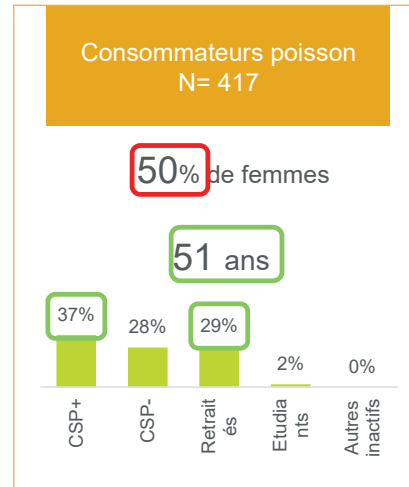 Consommateurs poisson
N= 417
50% de femmes
51 ans
37%
28%
29%
2%
0%
CSP+
CSP-
Retrait
és
Etudia
nts
Autres
inactifs